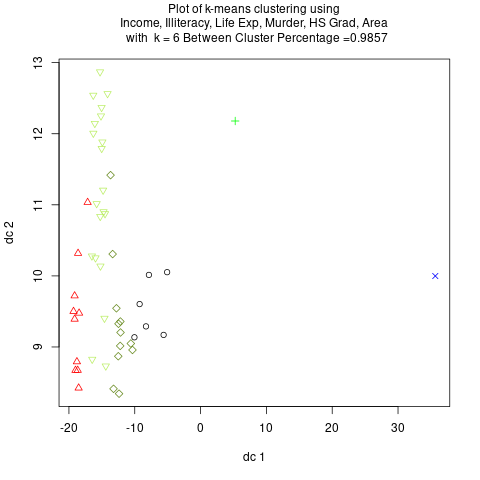 Plot of k-means clustering using
Income, Illiteracy, Life Exp, Murder, HS Grad, Area
with k = 6 Between Cluster Percentage =0.9857
13
12
11
10
9
dc 2
-20
-10
0
10
20
30
dc 1